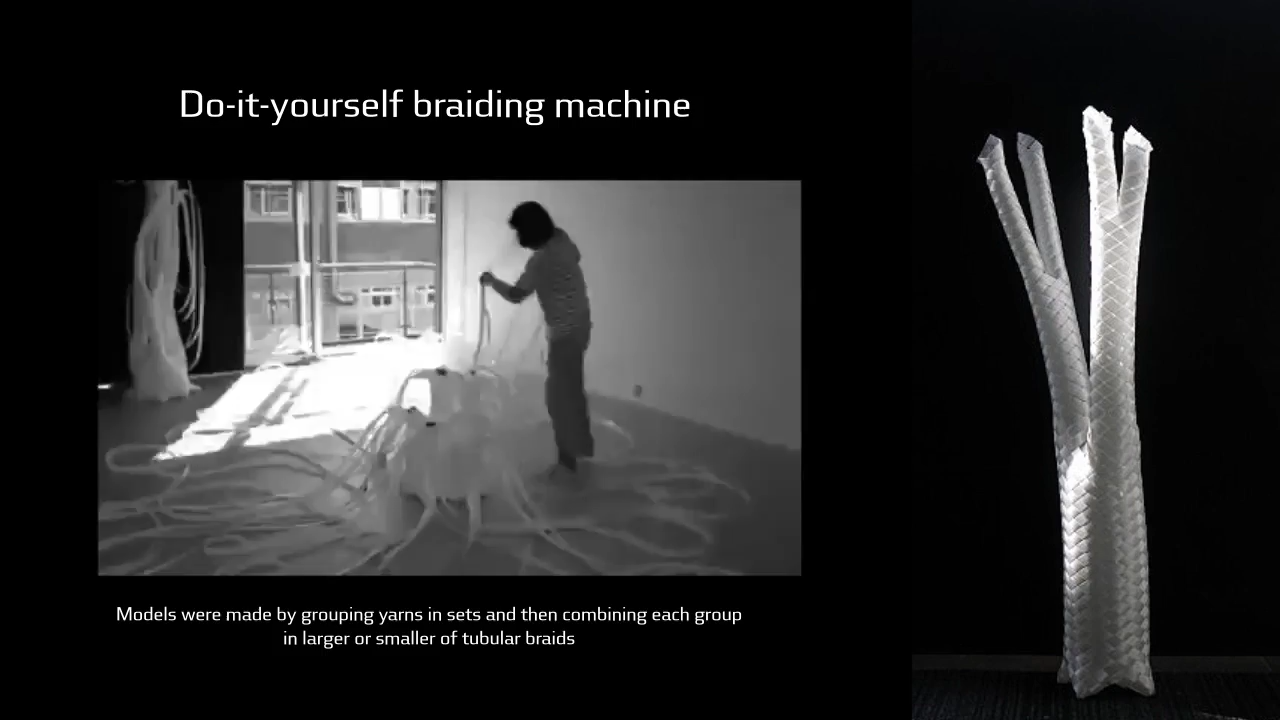 Do-it-yourself braiding machine
Models were made by grouping yarns in sets and then combining each group
in larger or smaller of tubular braids